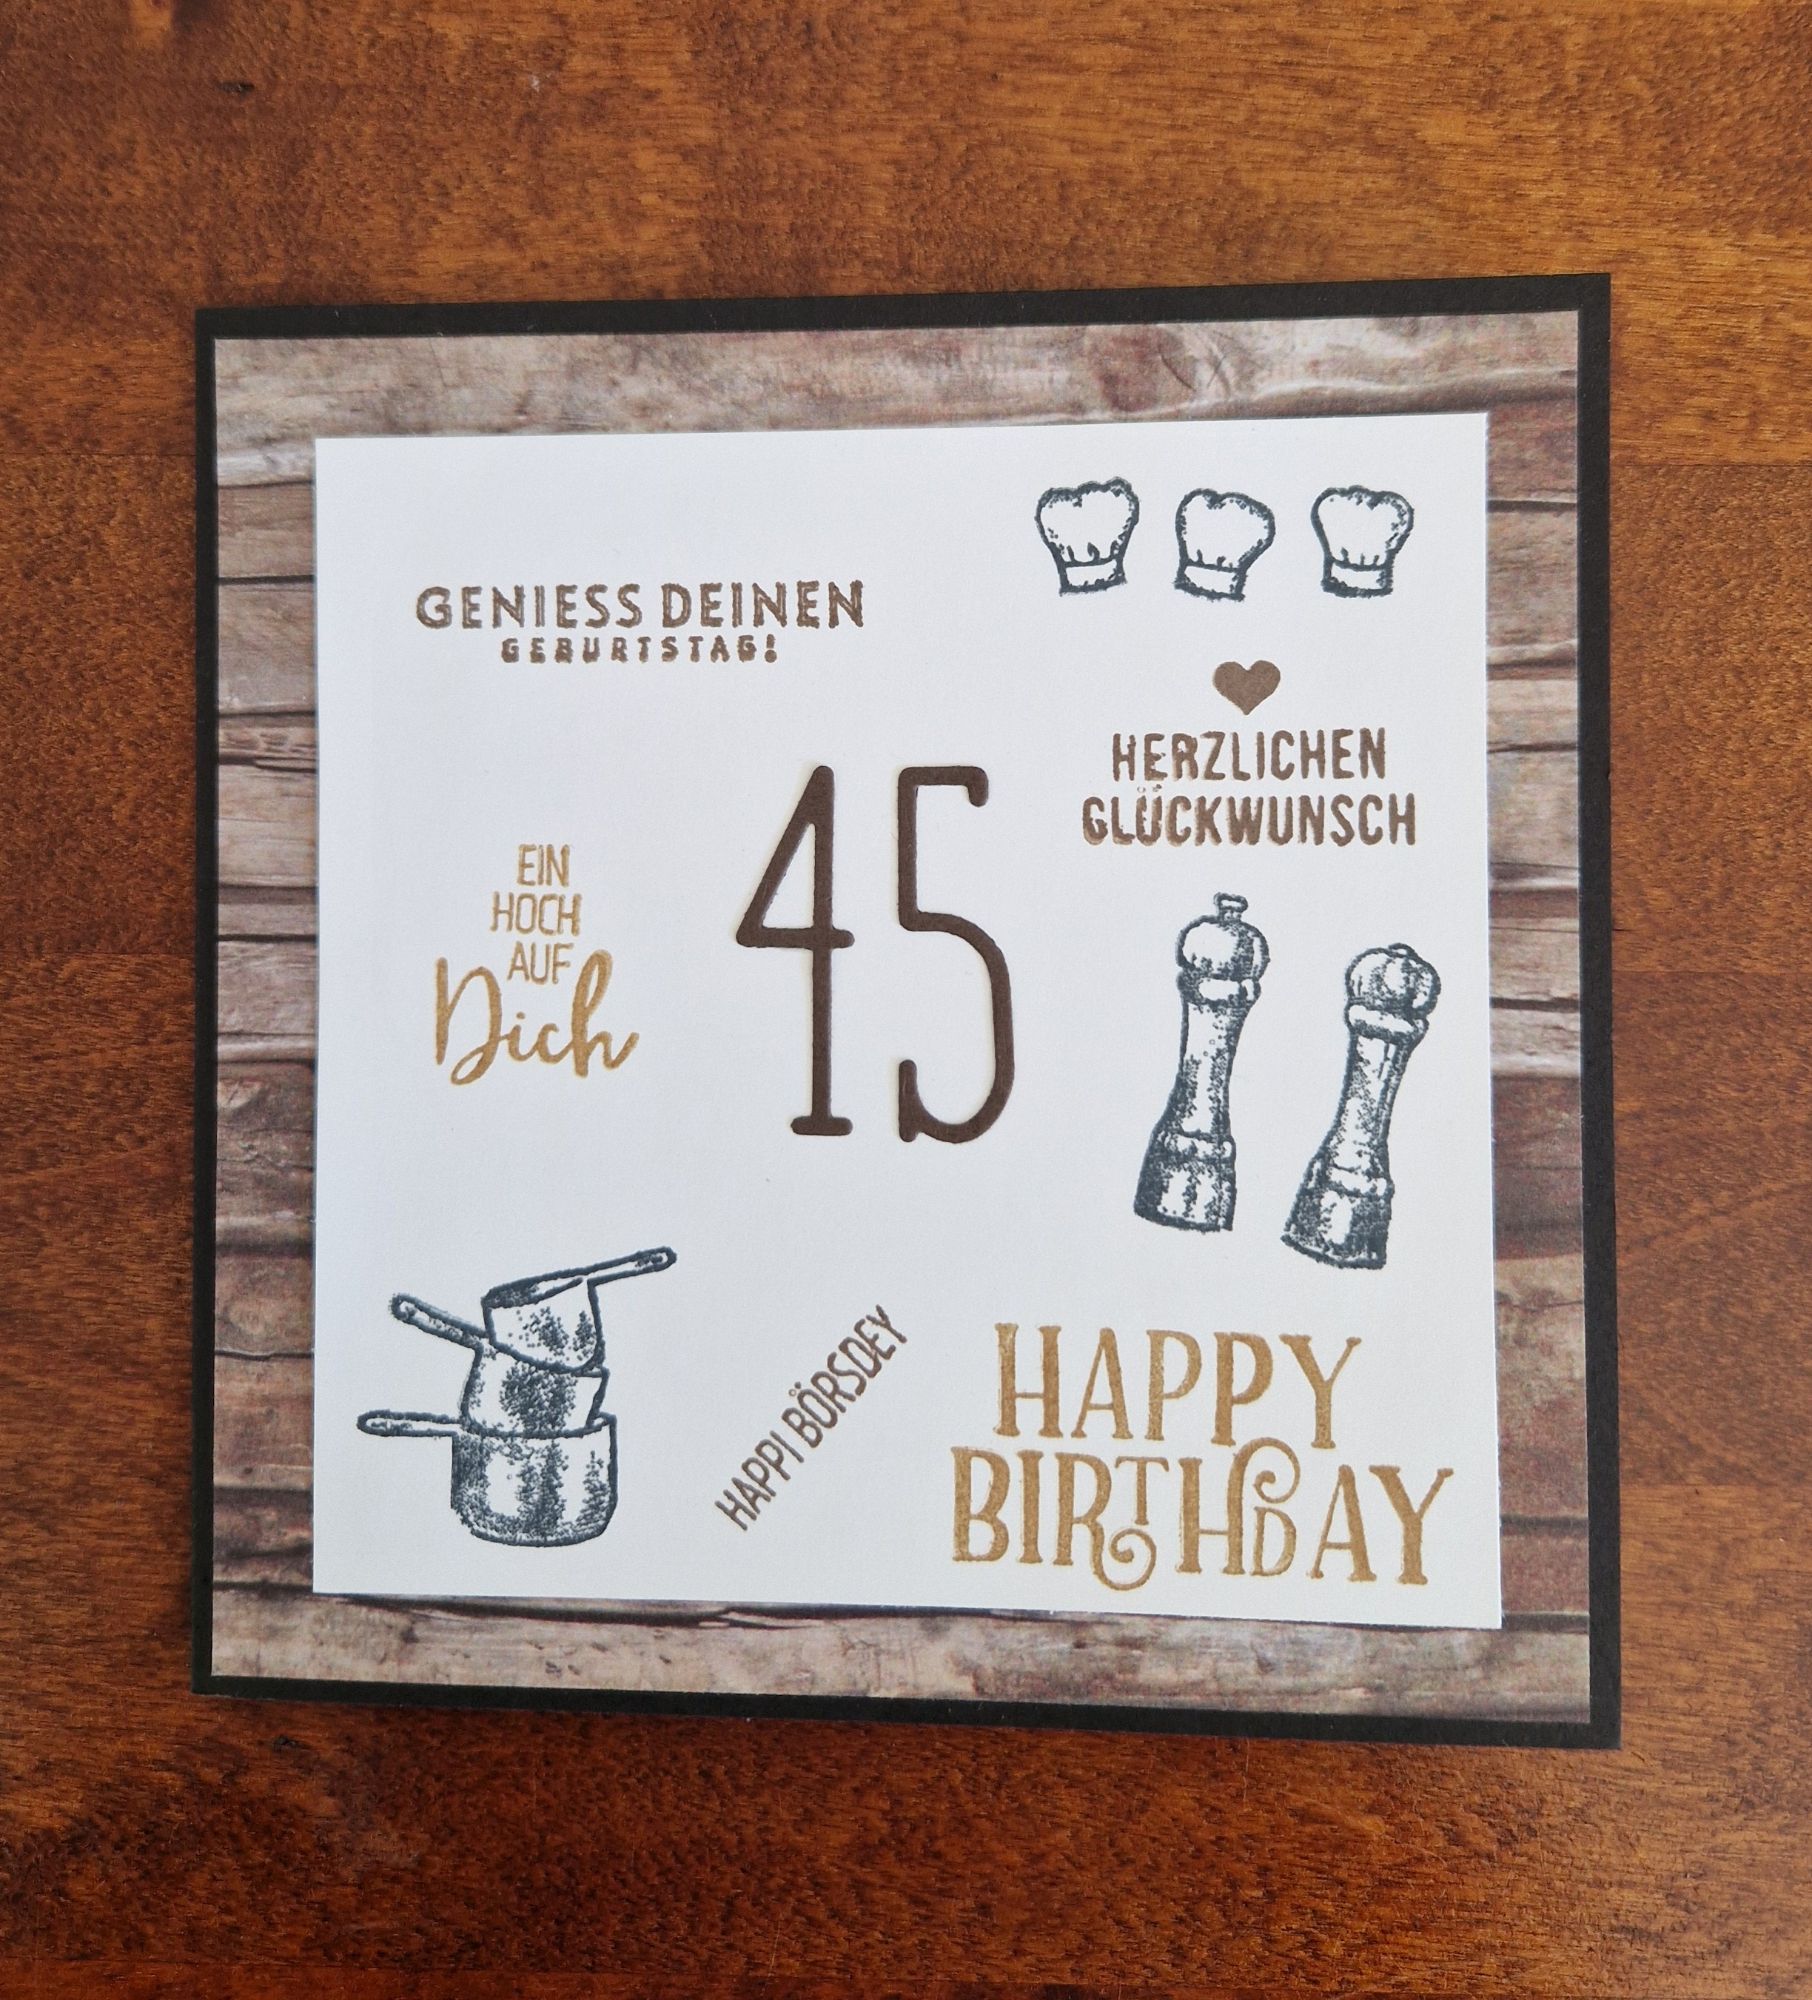 GENIESS DEINEN
GEBURTSTAG!
HERZLICHEN
GLÜCKWUNSCH
EIN
HOCH
AUF
Dich
45
HAPPI BÖRSDEY
HAPPY
BIRTHDAY